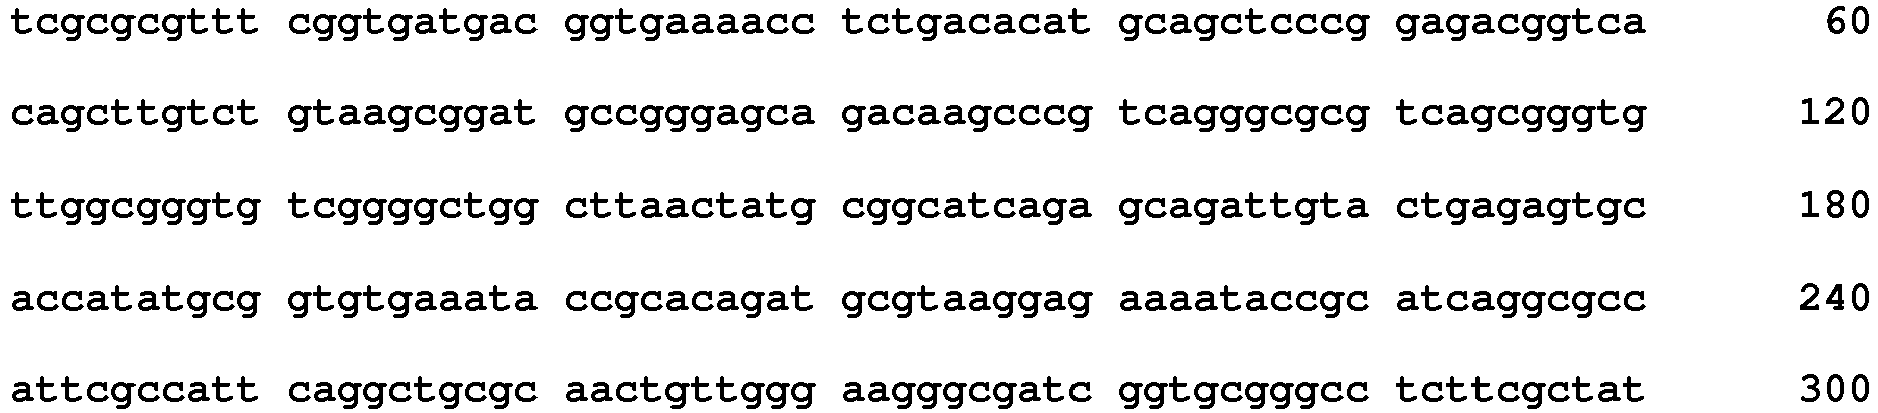 tcgcgcgttt cggtgatgac ggtgaaaacc tctgacacat gcagctcccg gagacggtca 60
cagcttgtct gtaagcggat gccgggagca gacaagcccg tcagggcgcg tcagcgggtg 120
ttggcgggtg tcggggctgg cttaactatg cggcatcaga gcagattgta ctgagagtgc 180
accatatgcg gtgtgaaata ccgcacagat gcgtaaggag aaaataccgc atcaggcgcc 240
attcgccatt caggctgcgc aactgttggg aagggcgatc ggtgcgggcc tcttcgctat 300